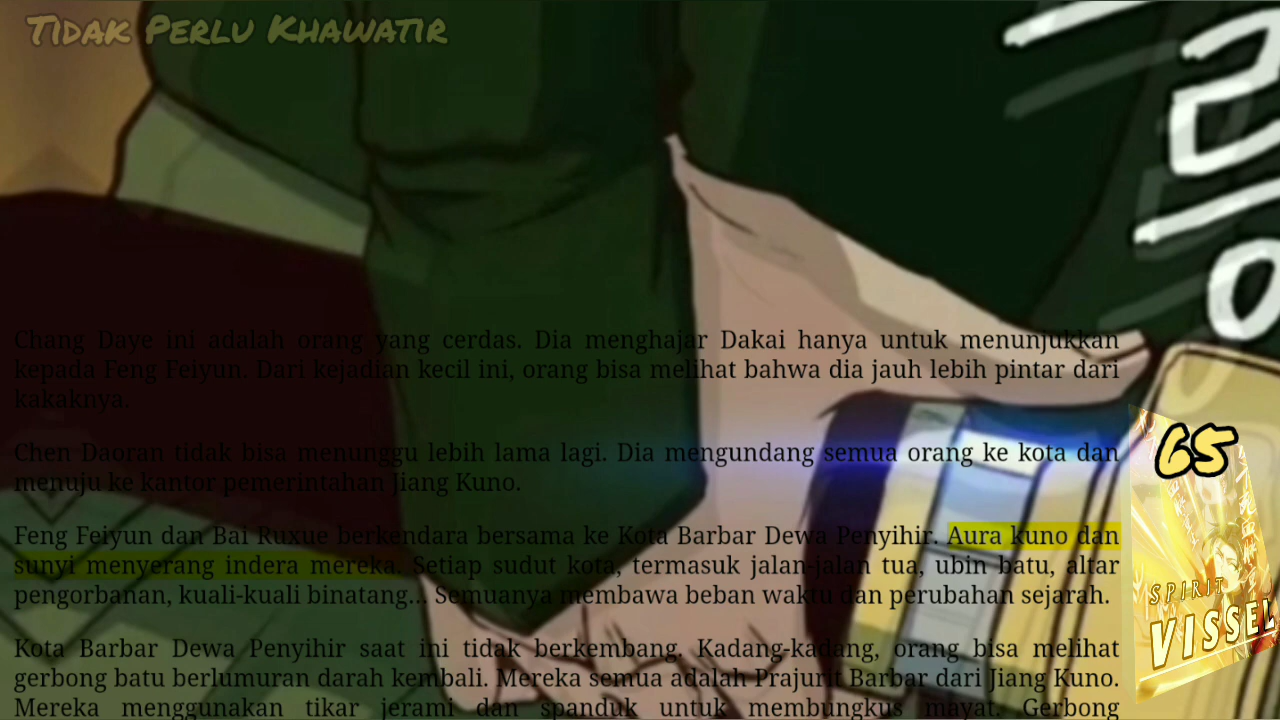 Tidak Perlu Khawatir
Chang Daye ini adalah orang yang cerdas. Dia menghajar Dakai hanya untuk menunjukkan
kepada Feng Feiyun. Dari kejadian kecil ini, orang bisa melihat bahwa dia jauh lebih pintar dari
kakaknya.
Chen Daoran tidak bisa menunggu lebih lama lagi. Dia mengundang semua orang ke kota dan
menuju ke kantor pemerintahan Jiang Kuno.
Feng Feiyun dan Bai Ruxue berkendara bersama ke Kota Barbar Dewa Penyihir. Aura kuno dan
sunyi menyerang indera mereka. Setiap sudut kota, termasuk jalan-jalan tua, ubin batu, altar
pengorbanan, kuali-kuali binatang... Semuanya membawa beban waktu dan perubahan sejarah.
Kota Barbar Dewa Penyihir saat ini tidak berkembang. Kadang-kadang, orang bisa melihat
gerbong batu berlumuran darah kembali. Mereka semua adalah Prajurit Barbar dari Jiang Kuno.
Mereka menggunakan tikar jerami dan spanduk untuk membungkus mayat. Gerbong
65
SPIRIT
VISSEL